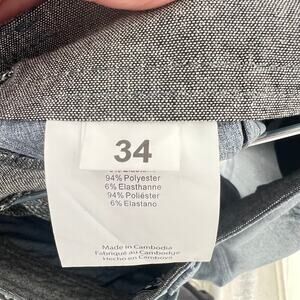 34
94% Polyester
6% Elasthanne
94% Poliéster
6% Elastano
Made in Cambodia
Fabriqué au Cambodge
Hecho en Camboya